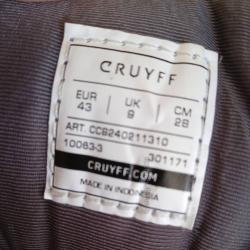 CRUYFF
EUR UK CM
43 9 28
ART. CC8240211310
10063-3 301171
CRUYFF.COM
MADE IN INDONESIA